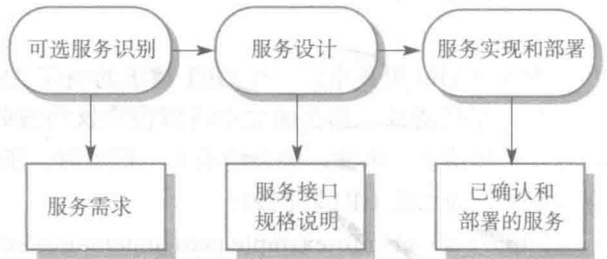 可选服务识别
服务设计
服务实现和部署
服务需求
服务接口
规格说明
已确认和
部署的服务